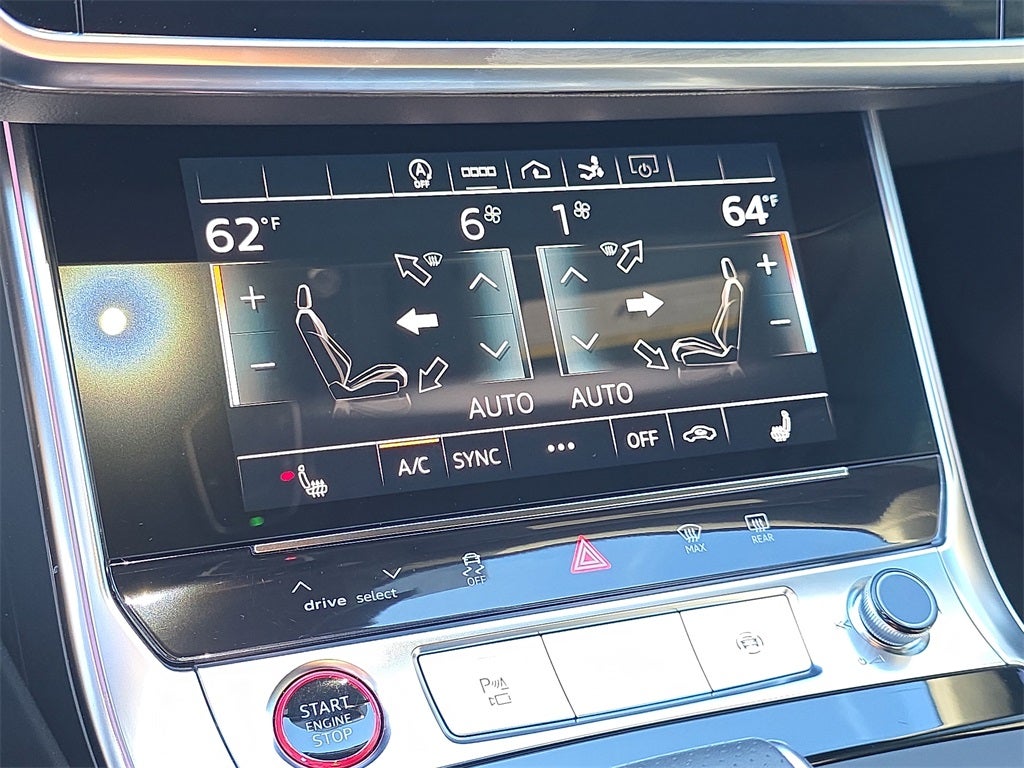 A
OFF
62°F 6 1 64°F
+ +
− −
AUTO AUTO
A/C SYNC ••• OFF
drive select
OFF
MAX
REAR
START
ENGINE
STOP
P